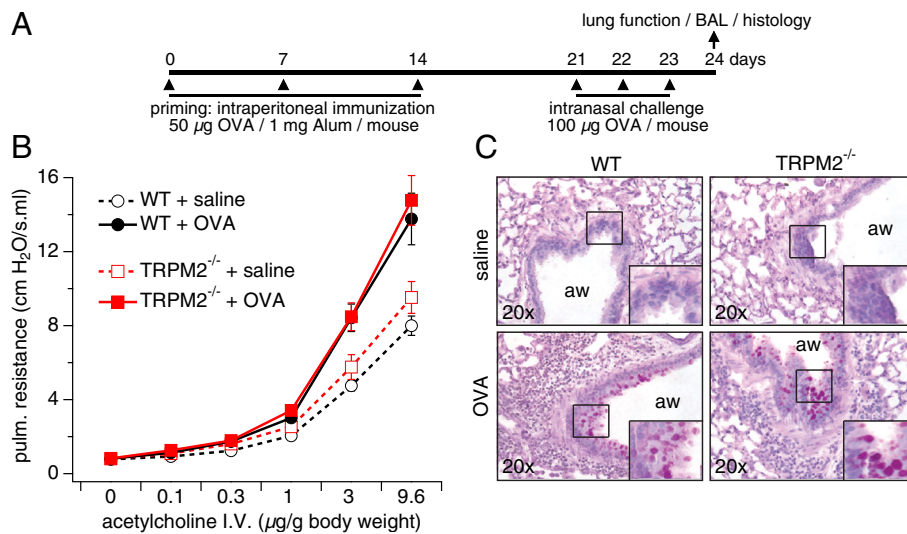 A
lung function / BAL / histology
0 7 14 21 22 23 24 days
priming: intraperitoneal immunization
50 µg OVA / 1 mg Alum / mouse
intranasal challenge
100 µg OVA / mouse
B
pulm. resistance (cm H2O/s.ml)
16
12
8
4
0
WT + saline
WT + OVA
TRPM2-/- + saline
TRPM2-/- + OVA
0 0.1 0.3 1 3 9.6
acetylcholine I.V. (µg/g body weight)
C
WT TRPM2-/-
saline
aw
20x
aw
20x
OVA
aw
20x
aw
20x